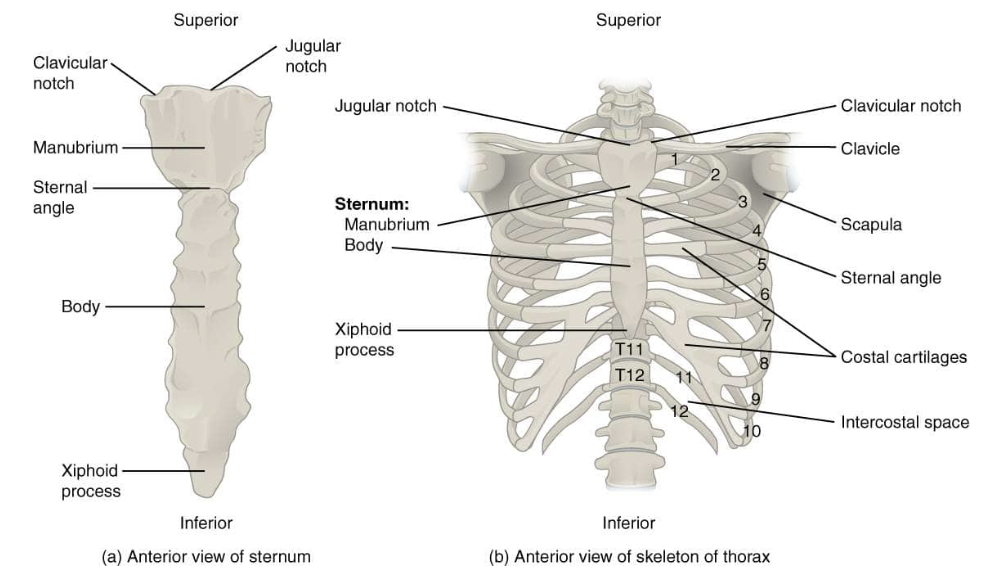 Superior
Jugular
notch
Clavicular
notch
Manubrium
Sternal
angle
Body
Xiphoid
process
Inferior
(a) Anterior view of sternum
Superior
Jugular notch
Clavicular notch
Clavicle
Sternum:
Manubrium
Body
Scapula
Sternal angle
Xiphoid
process
Costal cartilages
Intercostal space
1
2
3
4
5
6
7
8
9
10
T11
T12
11
12
Inferior
(b) Anterior view of skeleton of thorax